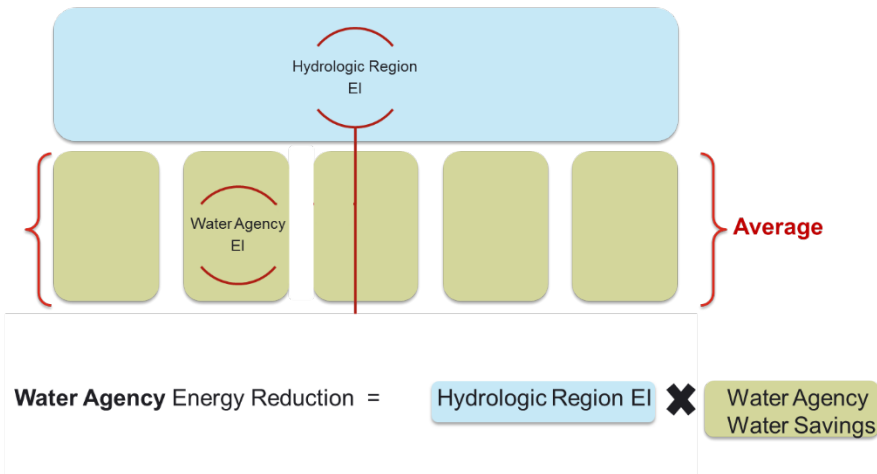 Hydrologic Region
EI
Water Agency
EI
Average
Water Agency Energy Reduction =
Hydrologic Region EI
✖
Water Agency
Water Savings